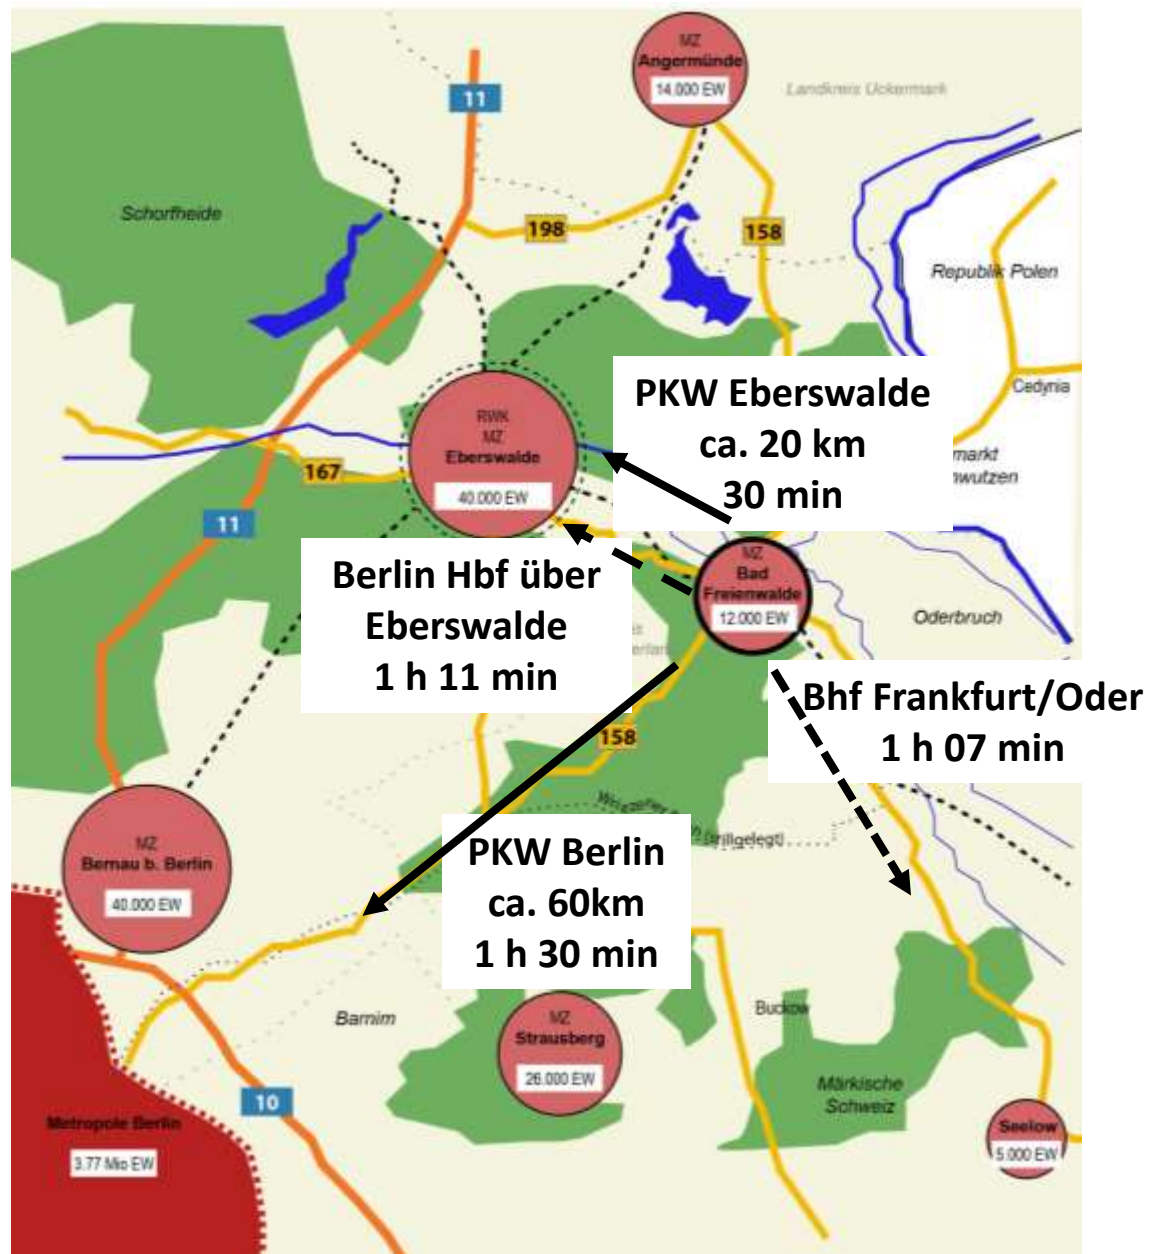 MZ
Angermünde
14.000 EW
Landkreis Uckermark
11
Schorfheide
198
158
Republik Polen
Cedynia
PKW Eberswalde
ca. 20 km
30 min
RWK
MZ
Eberswalde
40.000 EW
167
11
Berlin Hbf über
Eberswalde
1 h 11 min
MZ
Bad
Freienwalde
12.000 EW
Oderbruch
Bhf Frankfurt/Oder
1 h 07 min
158
(stillgelegt)
MZ
Bernau b. Berlin
40.000 EW
PKW Berlin
ca. 60km
1 h 30 min
Barnim
MZ
Strausberg
26.000 EW
Buckow
Märkische
Schweiz
10
Metropole Berlin
3.77 Mio EW
Seelow
5.000 EW